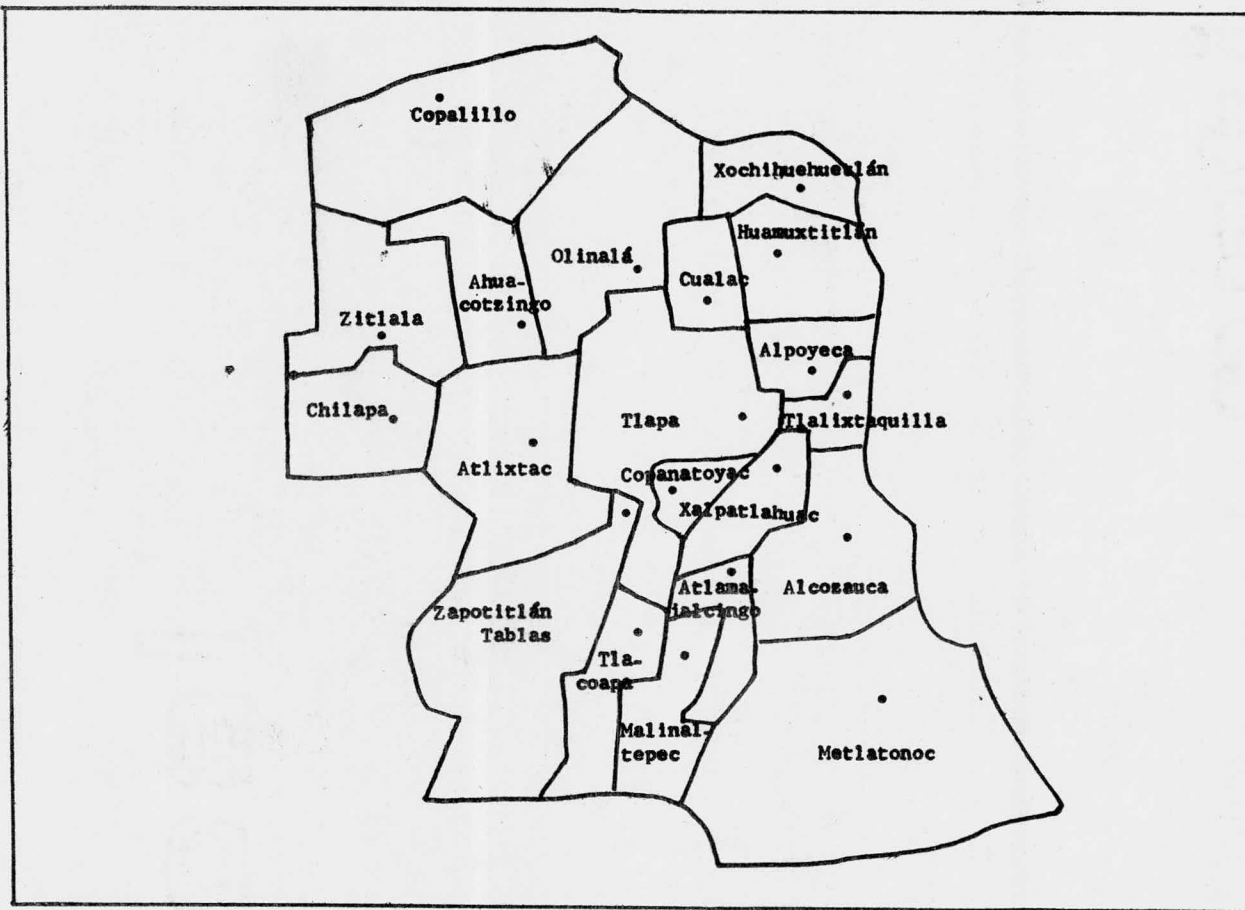 Copalillo
Xochihuehuetlán
Huamuxtitlán
Olinalá
Cualac
Ahua-
cotzingo
Zitlala
Alpoyeca
Chilapa
Tlapa
Tlalixtaquilla
Atlixtac
Copanatoyac
Xalpatlahuac
Atlama-
jalcingo
Alcozauca
Zapotitlán
Tablas
Tla-
coapa
Malinal-
tepec
Metlatonoc